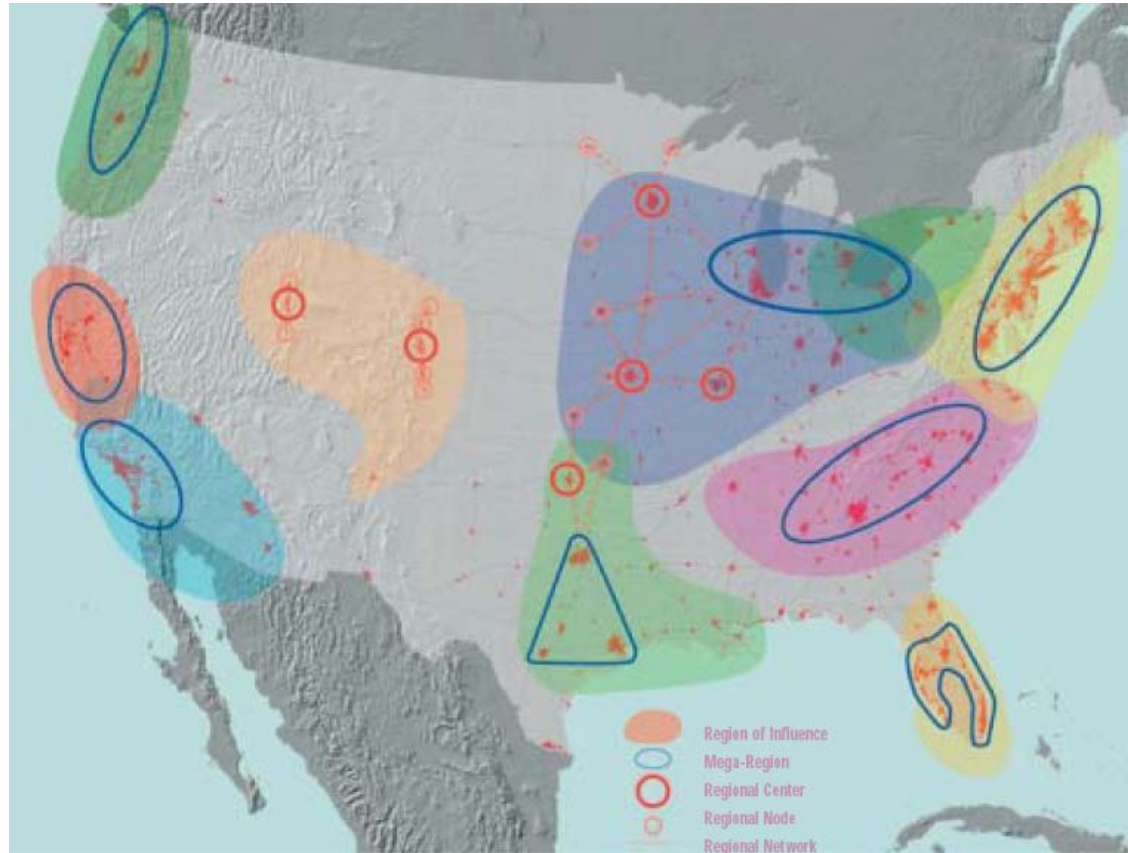 Region of Influence
Mega-Region
Regional Center
Regional Node
Regional Network